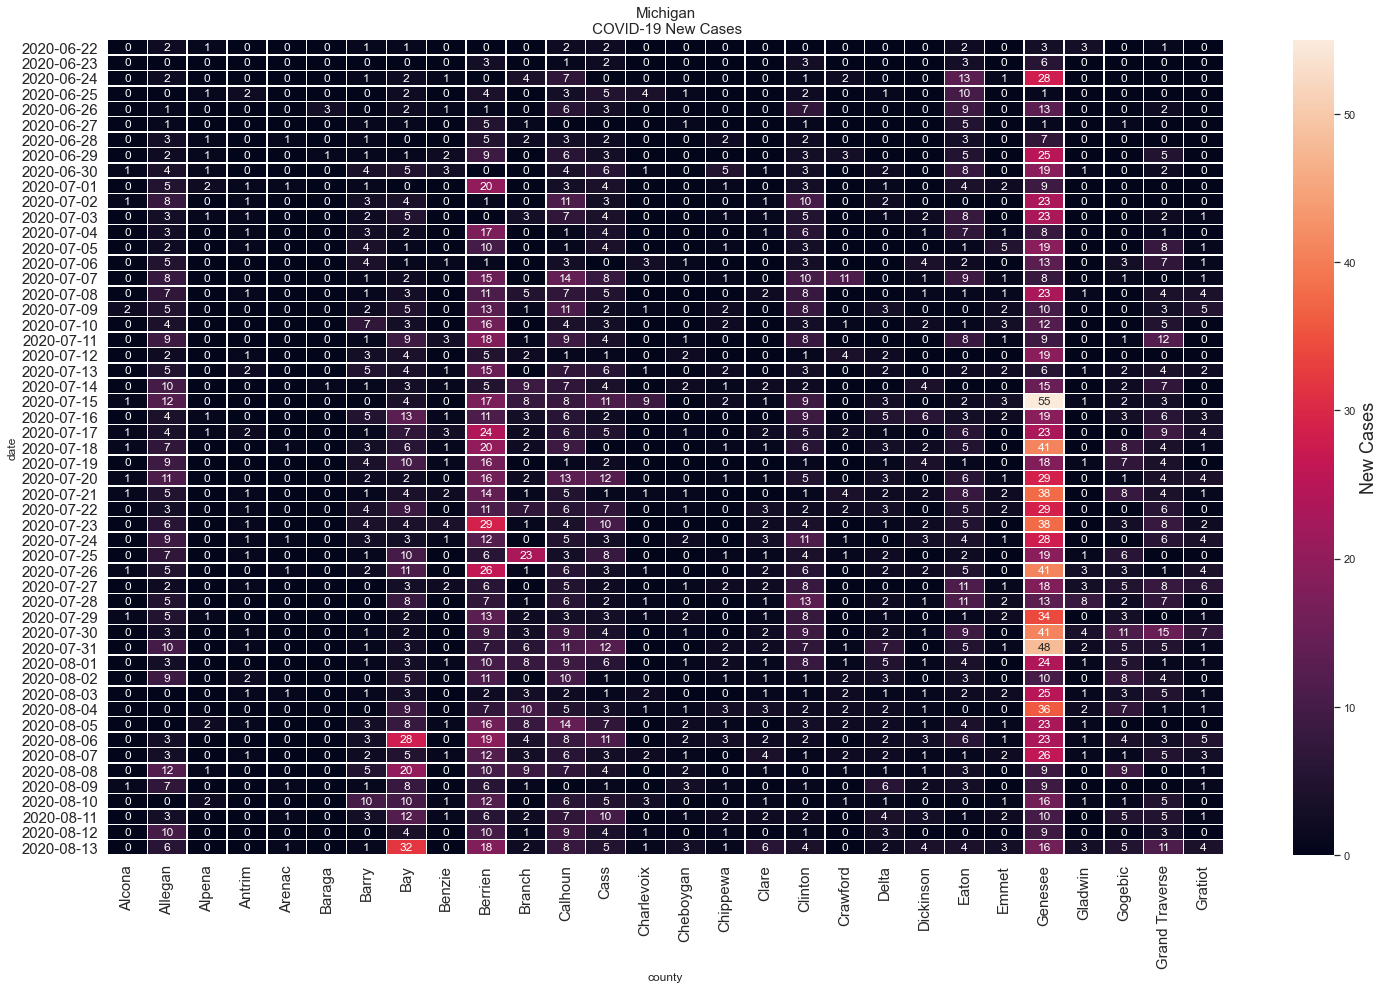 Michigan
COVID-19 New Cases
2020-06-22 0 2 1 0 0 0 1 1 0 0 0 2 2 0 0 0 0 0 0 0 0 2 0 3 3 0 1 0
2020-06-23 0 0 0 0 0 0 0 0 0 3 0 1 2 0 0 0 0 3 0 0 0 3 0 6 0 0 0 0
2020-06-24 0 2 0 0 0 0 1 2 1 0 4 7 0 0 0 0 0 1 2 0 0 13 1 28 0 0 0 0
2020-06-25 0 0 1 2 0 0 0 2 0 4 0 3 5 4 1 0 0 2 0 1 0 10 0 1 0 0 0 0
2020-06-26 0 1 0 0 0 3 0 2 1 1 0 6 3 0 0 0 0 7 0 0 0 9 0 13 0 0 2 0
2020-06-27 0 1 0 0 0 0 1 1 0 5 1 0 0 0 1 0 0 1 0 0 0 5 0 1 0 1 0 0
2020-06-28 0 3 1 0 1 0 1 0 0 5 2 3 2 0 0 2 0 2 0 0 0 3 0 7 0 0 0 0
2020-06-29 0 2 1 0 0 1 1 1 2 9 0 6 3 0 0 0 0 3 3 0 0 5 0 25 0 0 5 0
2020-06-30 1 4 1 0 0 0 4 5 3 0 0 4 6 1 0 5 1 3 0 2 0 8 0 19 1 0 2 0
2020-07-01 0 5 2 1 1 0 1 0 0 20 0 3 4 0 0 1 0 3 0 1 0 4 2 9 0 0 0 0
2020-07-02 1 8 0 1 0 0 3 4 0 1 0 11 3 0 0 0 1 10 0 2 0 0 0 23 0 0 0 0
2020-07-03 0 3 1 1 0 0 2 5 0 0 3 7 4 0 0 1 1 5 0 1 2 8 0 23 0 0 2 1
2020-07-04 0 3 0 1 0 0 3 2 0 17 0 1 4 0 0 0 1 6 0 0 1 7 1 8 0 0 1 0
2020-07-05 0 2 0 1 0 0 4 1 0 10 0 1 4 0 0 1 0 3 0 0 0 1 5 19 0 0 8 1
2020-07-06 0 5 0 0 0 0 4 1 1 1 0 3 0 3 1 0 0 3 0 0 4 2 0 13 0 3 7 1
2020-07-07 0 8 0 0 0 0 1 2 0 15 0 14 8 0 0 1 0 10 11 0 1 9 1 8 0 1 0 1
2020-07-08 0 7 0 1 0 0 1 3 0 11 5 7 5 0 0 0 2 8 0 0 1 1 1 23 1 0 4 4
2020-07-09 2 5 0 0 0 0 2 5 0 13 1 11 2 1 0 2 0 8 0 3 0 0 2 10 0 0 3 5
2020-07-10 0 4 0 0 0 0 7 3 0 16 0 4 3 0 0 2 0 3 1 0 2 1 3 12 0 0 5 0
2020-07-11 0 9 0 0 0 0 1 9 3 18 1 9 4 0 1 0 0 8 0 0 0 8 1 9 0 1 12 0
2020-07-12 0 2 0 1 0 0 3 4 0 5 2 1 1 0 2 0 0 1 4 2 0 0 0 19 0 0 0 0
2020-07-13 0 5 0 2 0 0 5 4 1 15 0 7 6 1 0 2 0 3 0 2 0 2 2 6 1 2 4 2
2020-07-14 0 10 0 0 0 1 1 3 1 5 9 7 4 0 2 1 2 2 0 0 4 0 0 15 0 2 7 0
2020-07-15 1 12 0 0 0 0 0 4 0 17 8 8 11 9 0 2 1 9 0 3 0 2 3 55 1 2 3 0
2020-07-16 0 4 1 0 0 0 5 13 1 11 3 6 2 0 0 0 0 9 0 5 6 3 2 19 0 3 6 3
2020-07-17 1 4 1 2 0 0 1 7 3 24 2 6 5 0 1 0 2 5 2 1 0 6 0 23 0 0 9 4
2020-07-18 1 7 0 0 1 0 3 6 1 20 2 9 0 0 0 1 1 6 0 3 2 5 0 41 0 8 4 1
2020-07-19 0 9 0 0 0 0 4 10 1 16 0 1 2 0 0 0 0 1 0 1 4 1 0 18 1 7 4 0
2020-07-20 1 11 0 0 0 0 2 2 0 16 2 13 12 0 0 1 1 5 0 3 0 6 1 29 0 1 4 4
2020-07-21 1 5 0 1 0 0 1 4 2 14 1 5 1 1 1 0 0 1 4 2 2 8 2 38 0 8 4 1
2020-07-22 0 3 0 1 0 0 4 9 0 11 7 6 7 0 1 0 3 2 2 3 0 5 2 29 0 0 6 0
2020-07-23 0 6 0 1 0 0 4 4 4 29 1 4 10 0 0 0 2 4 0 1 2 5 0 38 0 3 8 2
2020-07-24 0 9 0 1 1 0 3 3 1 12 0 5 3 0 2 0 3 11 1 0 3 4 1 28 0 0 6 4
2020-07-25 0 7 0 1 0 0 1 10 0 6 23 3 8 0 0 1 1 4 1 2 0 2 0 19 1 6 0 0
2020-07-26 1 5 0 0 1 0 2 11 0 26 1 6 3 1 0 0 2 6 0 2 2 5 0 41 3 3 1 4
2020-07-27 0 2 0 1 0 0 0 3 2 6 0 5 2 0 1 2 2 8 0 0 0 11 1 18 3 5 8 6
2020-07-28 0 5 0 0 0 0 0 8 0 7 1 6 2 1 0 0 1 13 0 2 1 11 2 13 8 2 7 0
2020-07-29 1 5 1 0 0 0 0 2 0 13 2 3 3 1 2 0 1 8 0 1 0 1 2 34 0 3 0 1
2020-07-30 0 3 0 1 0 0 1 2 0 9 3 9 4 0 1 0 2 9 0 2 1 9 0 41 4 11 15 7
2020-07-31 0 10 0 1 0 0 1 3 0 7 6 11 12 0 0 2 2 7 1 7 0 5 1 48 2 5 5 1
2020-08-01 0 3 0 0 0 0 1 3 1 10 8 9 6 0 1 2 1 8 1 5 1 4 0 24 1 5 1 1
2020-08-02 0 9 0 2 0 0 0 5 0 11 0 10 1 0 0 1 1 1 2 3 0 3 0 10 0 8 4 0
2020-08-03 0 0 0 1 1 0 1 3 0 2 3 2 1 2 0 0 1 1 2 1 1 2 2 25 1 3 5 1
2020-08-04 0 0 0 0 0 0 0 9 0 7 10 5 3 1 1 3 3 2 2 2 1 0 0 36 2 7 1 1
2020-08-05 0 0 2 1 0 0 3 8 1 16 8 14 7 0 2 1 0 3 2 2 1 4 1 23 1 0 0 0
2020-08-06 0 3 0 0 0 0 3 28 0 19 4 8 11 0 2 3 2 2 0 2 3 6 1 23 1 4 3 5
2020-08-07 0 3 0 1 0 0 2 5 1 12 3 6 3 2 1 0 4 1 2 2 1 1 2 26 1 1 5 3
2020-08-08 0 12 1 0 0 0 5 20 0 10 9 7 4 0 2 0 1 0 1 1 1 3 0 9 0 9 0 1
2020-08-09 1 7 0 0 1 0 1 8 0 6 1 0 1 0 3 1 0 1 0 6 2 3 0 9 0 0 0 1
2020-08-10 0 0 2 0 0 0 10 10 1 12 0 6 5 3 0 0 1 0 1 1 0 0 1 16 1 1 5 0
2020-08-11 0 3 0 0 1 0 3 12 1 6 2 7 10 0 1 2 2 2 0 4 3 1 2 10 0 5 5 1
2020-08-12 0 10 0 0 0 0 0 4 0 10 1 9 4 1 0 1 0 1 0 3 0 0 0 9 0 0 3 0
2020-08-13 0 6 0 0 1 0 1 32 0 18 2 8 5 1 3 1 6 4 0 2 4 4 3 16 3 5 11 4
date
Alcona Allegan Alpena Antrim Arenac Baraga Barry Bay Benzie Berrien Branch Calhoun Cass Charlevoix Cheboygan Chippewa Clare Clinton Crawford Delta Dickinson Eaton Emmet Genesee Gladwin Gogebic Grand Traverse Gratiot
county
50
40
30
20
10
0
New Cases